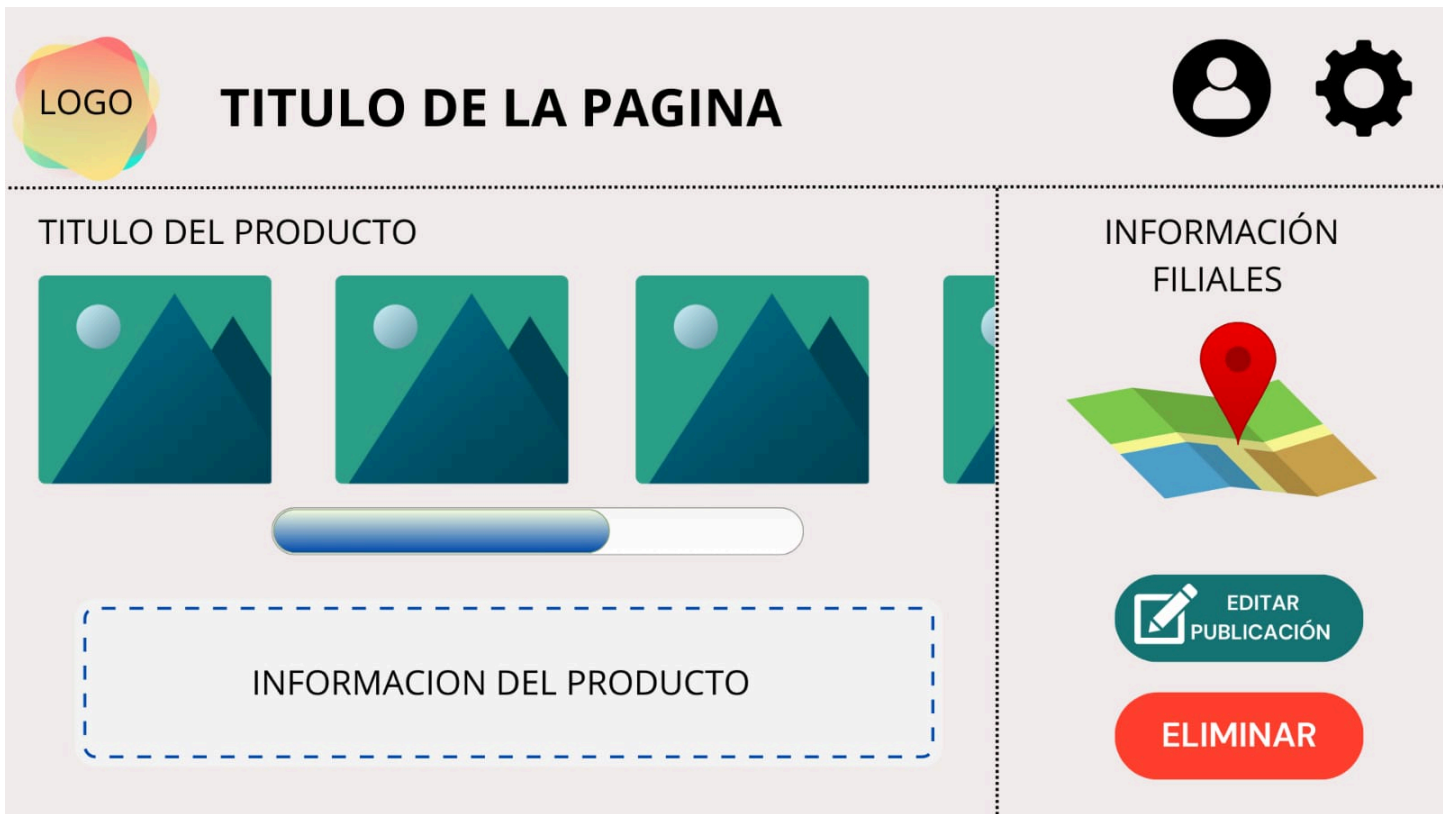 LOGO
TITULO DE LA PAGINA
TITULO DEL PRODUCTO
INFORMACION DEL PRODUCTO
INFORMACIÓN
FILIALES
EDITAR
PUBLICACIÓN
ELIMINAR